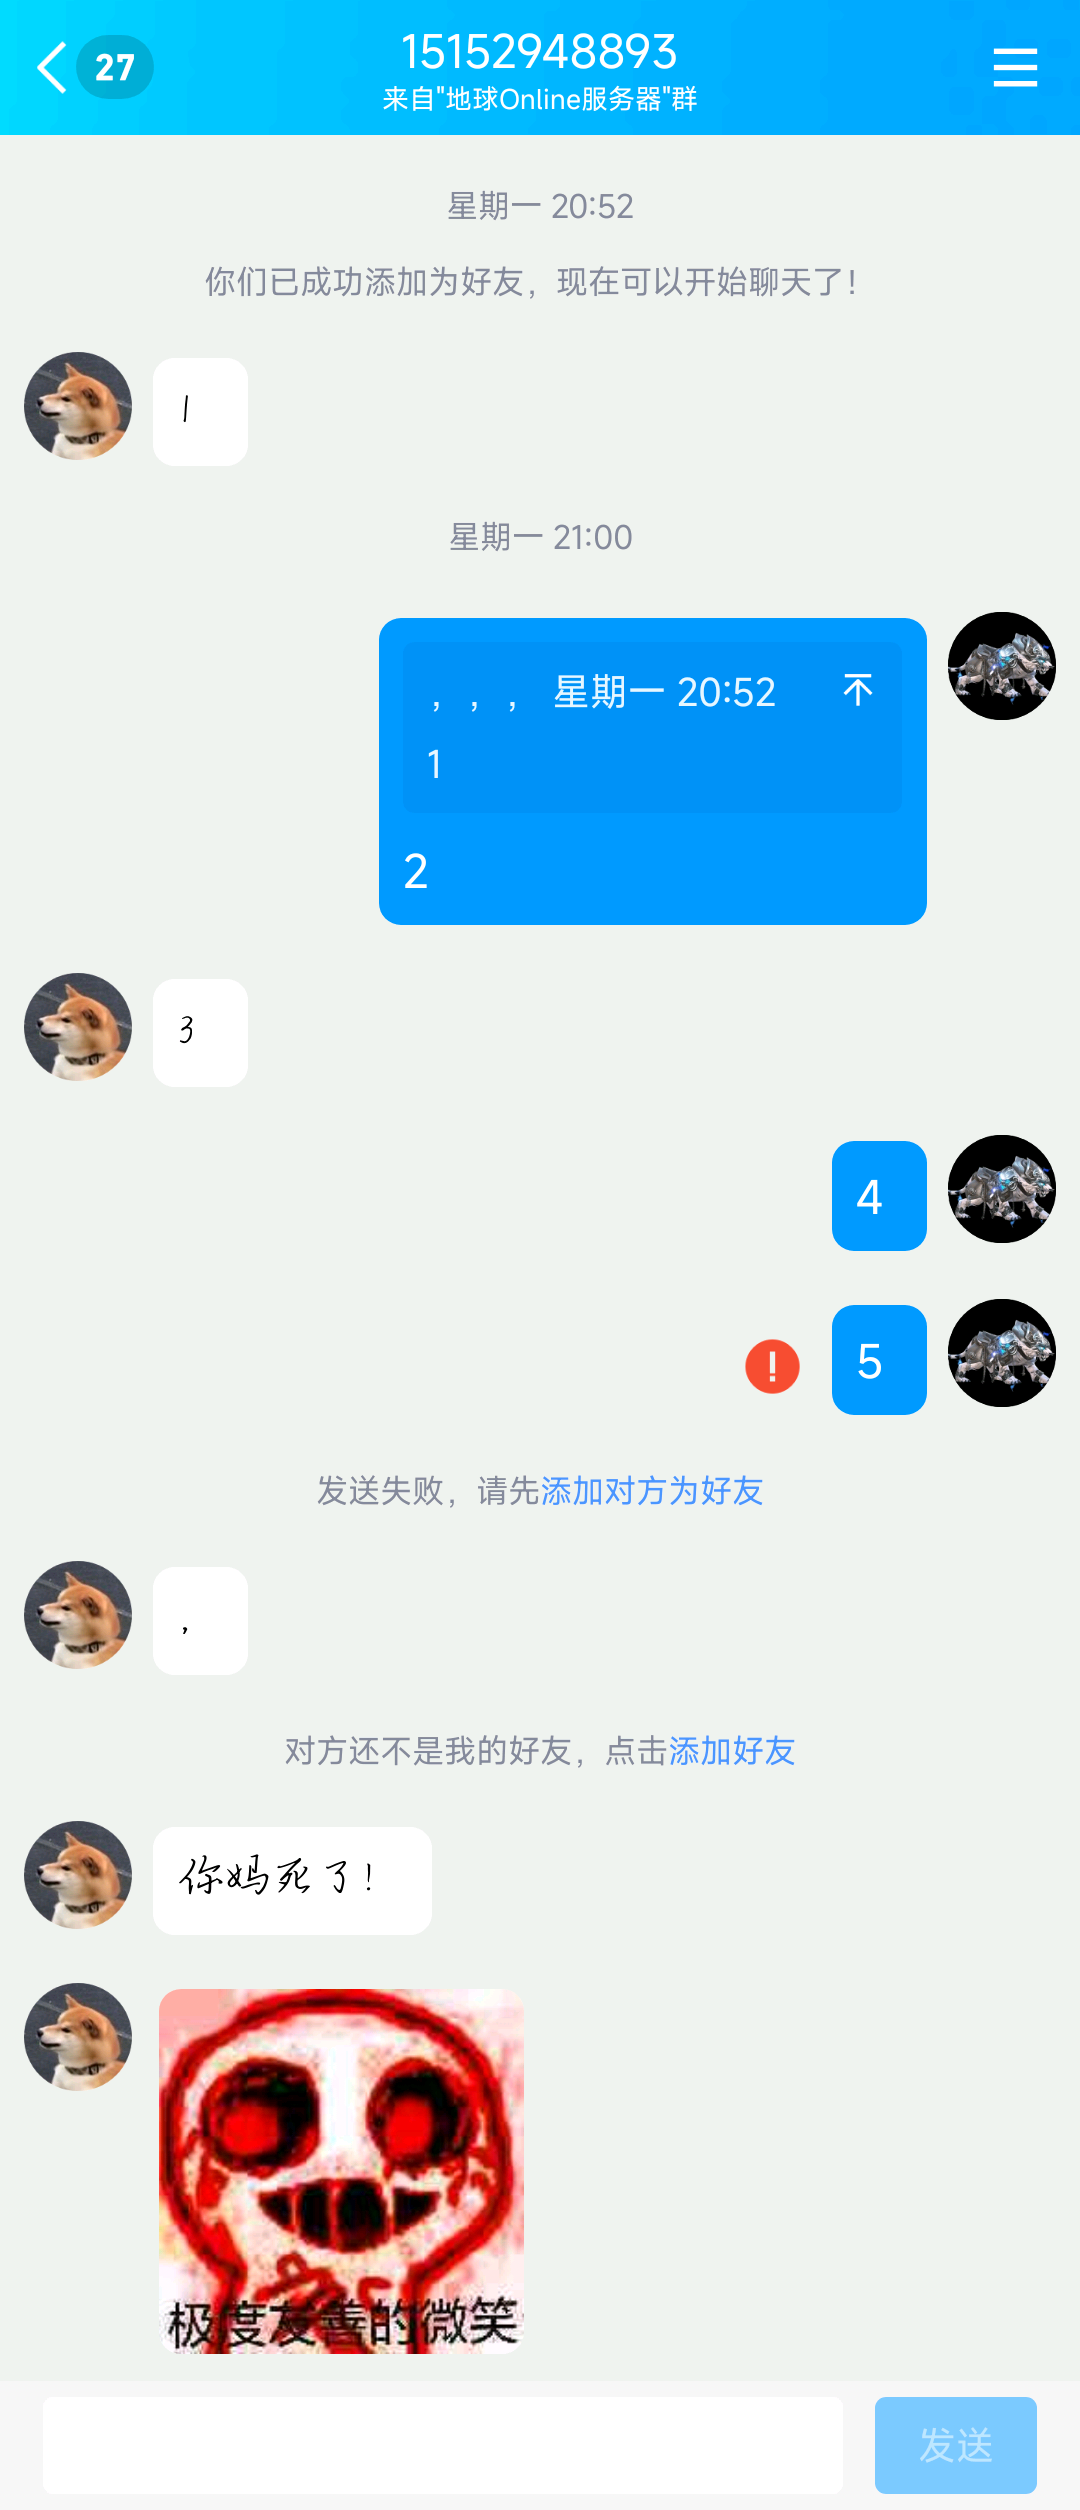 27
15152948893
来自"地球Online服务器"群
星期一 20:52
你们已成功添加为好友，现在可以开始聊天了！
1
星期一 21:00
，，， 星期一 20:52
1
2
3
4
5
发送失败，请先添加对方为好友
，
对方还不是我的好友，点击添加好友
你妈死了！
极度友善的微笑
发送